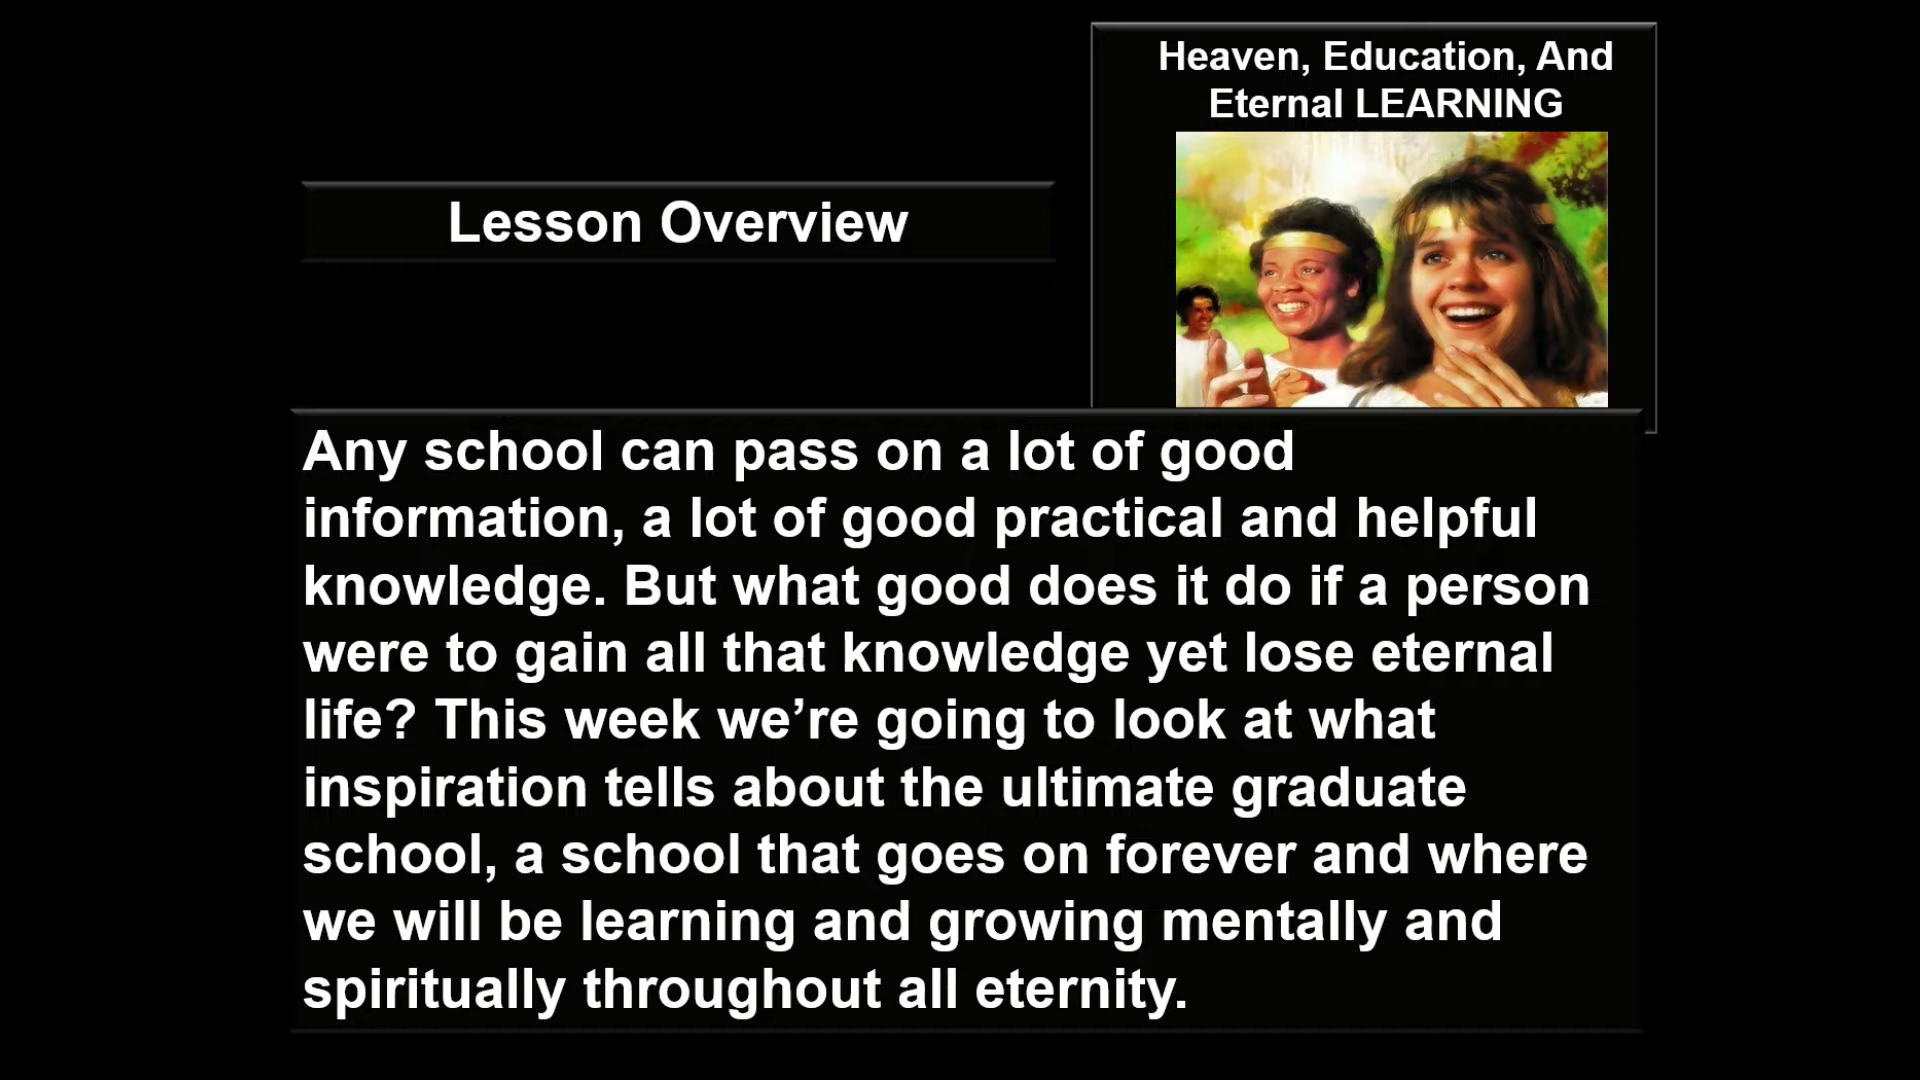 Heaven, Education, And
Eternal LEARNING
Lesson Overview
Any school can pass on a lot of good
information, a lot of good practical and helpful
knowledge. But what good does it do if a person
were to gain all that knowledge yet lose eternal
life? This week we’re going to look at what
inspiration tells about the ultimate graduate
school, a school that goes on forever and where
we will be learning and growing mentally and
spiritually throughout all eternity.